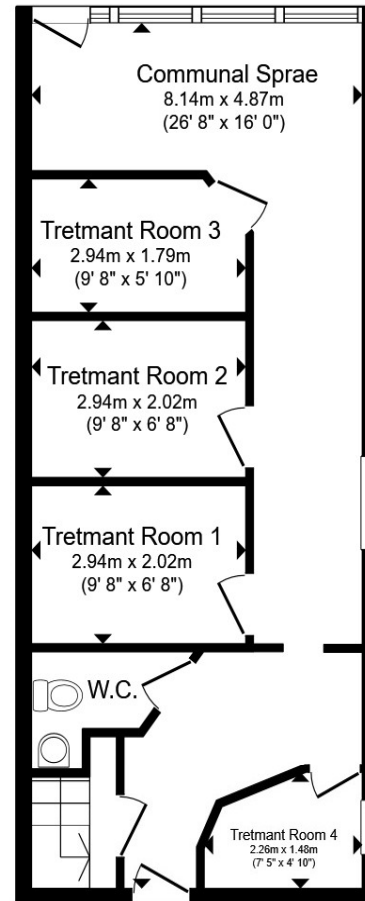 Communal Sprae
8.14m x 4.87m
(26' 8" x 16' 0")
Tretmant Room 3
2.94m x 1.79m
(9' 8" x 5' 10")
Tretmant Room 2
2.94m x 2.02m
(9' 8" x 6' 8")
Tretmant Room 1
2.94m x 2.02m
(9' 8" x 6' 8")
W.C.
Tretmant Room 4
2.26m x 1.48m
(7' 5" x 4' 10")